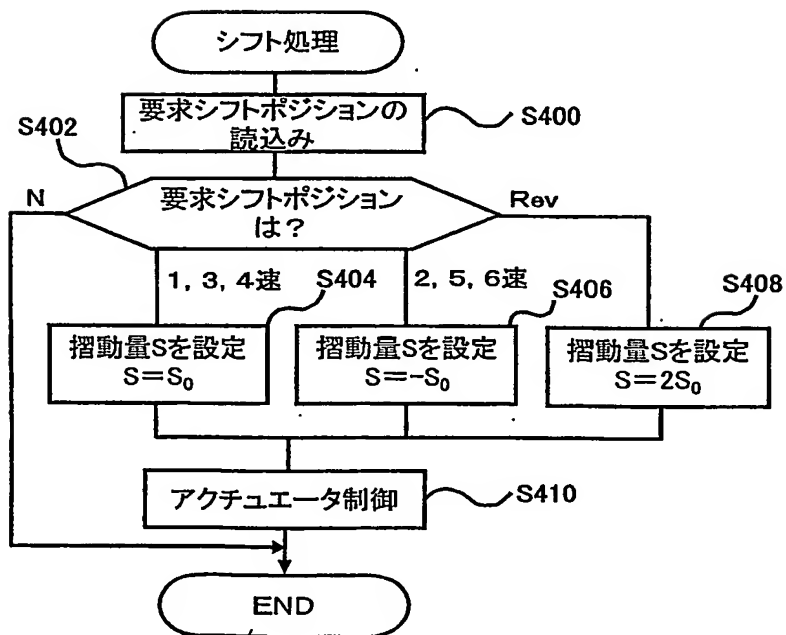 シフト処理
要求シフトポジションの
読込み
S400
S402
要求シフトポジション
は?
N
Rev
1, 3, 4速
2, 5, 6速
S404
S406
S408
摺動量Sを設定
S=S₀
摺動量Sを設定
S=-S₀
摺動量Sを設定
S=2S₀
アクチュエータ制御
S410
END